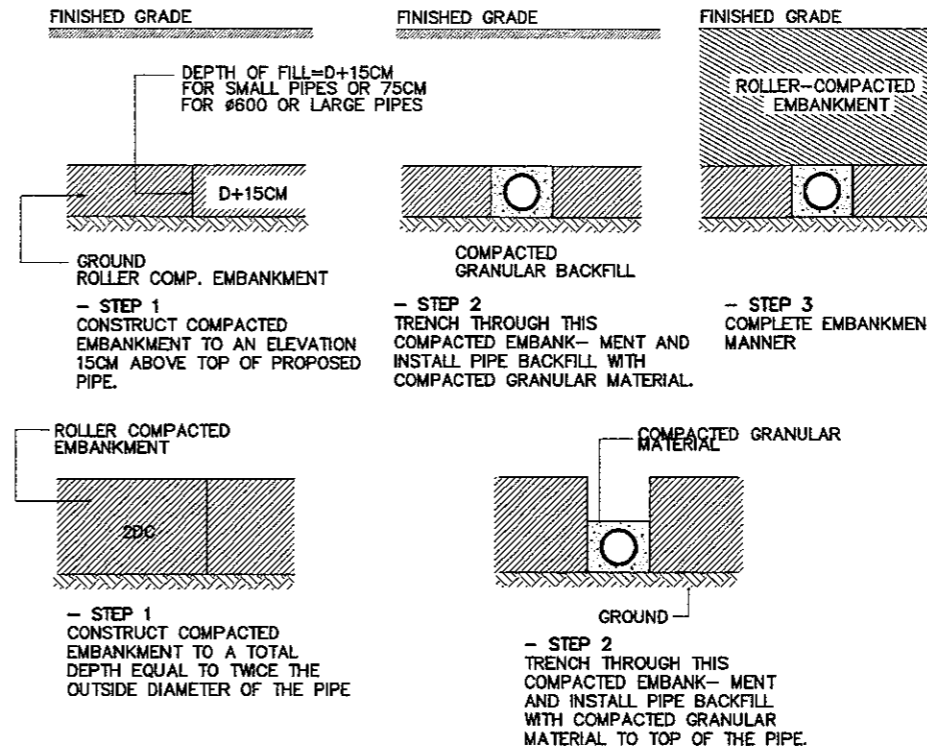 FINISHED GRADE
FINISHED GRADE
FINISHED GRADE
DEPTH OF FILL=D+15CM
FOR SMALL PIPES OR 75CM
FOR ø600 OR LARGE PIPES
ROLLER-COMPACTED
EMBANKMENT
D+15CM
GROUND
ROLLER COMP. EMBANKMENT
COMPACTED
GRANULAR BACKFILL
- STEP 1
CONSTRUCT COMPACTED
EMBANKMENT TO AN ELEVATION
15CM ABOVE TOP OF PROPOSED
PIPE.
- STEP 2
TRENCH THROUGH THIS
COMPACTED EMBANK- MENT AND
INSTALL PIPE BACKFILL WITH
COMPACTED GRANULAR MATERIAL.
- STEP 3
COMPLETE EMBANKMEN
MANNER
ROLLER COMPACTED
EMBANKMENT
2DC
COMPACTED GRANULAR
MATERIAL
GROUND
- STEP 1
CONSTRUCT COMPACTED
EMBANKMENT TO A TOTAL
DEPTH EQUAL TO TWICE THE
OUTSIDE DIAMETER OF THE PIPE
- STEP 2
TRENCH THROUGH THIS
COMPACTED EMBANK- MENT
AND INSTALL PIPE BACKFILL
WITH COMPACTED GRANULAR
MATERIAL TO TOP OF THE PIPE.